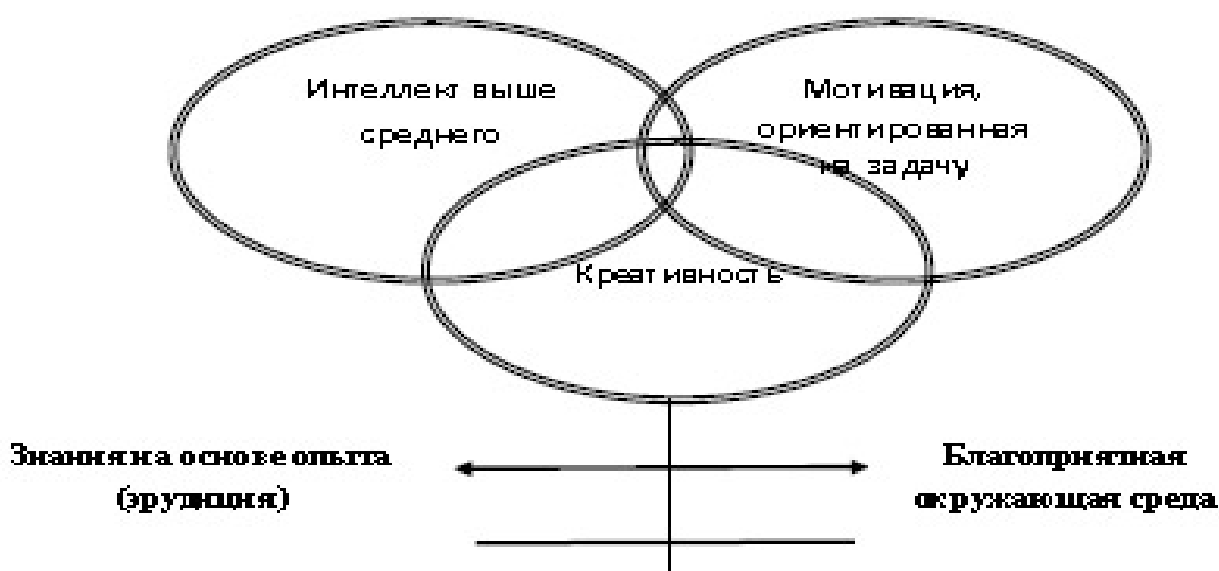 Интеллект выше
среднего
Мотивация,
ориентированная
на задачу
Креативность
Знания на основе опыта
(эрудиция)
Благоприятная
окружающая среда